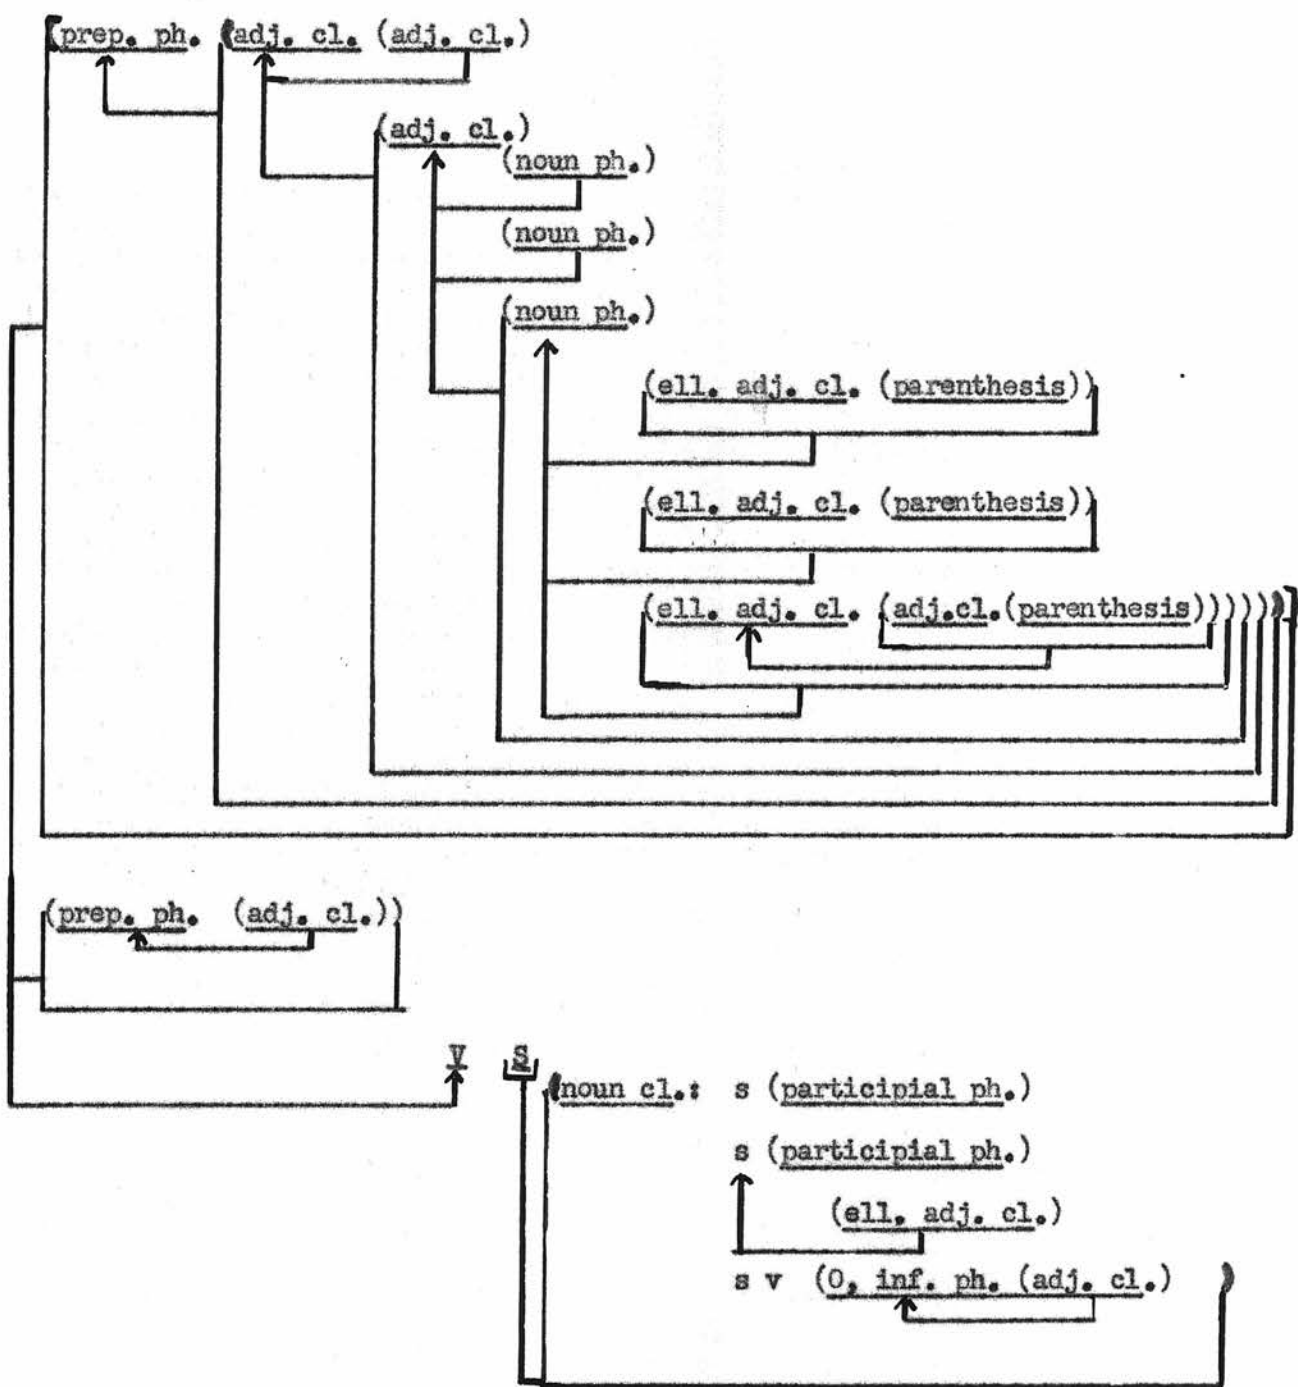 [(prep. ph. (adj. cl. (adj. cl.)
(adj. cl.)
(noun ph.)
(noun ph.)
(noun ph.)
(ell. adj. cl. (parenthesis))
(ell. adj. cl. (parenthesis))
(ell. adj. cl. (adj.cl.(parenthesis))))))]
(prep. ph. (adj. cl.))
V S
(noun cl.: s (participial ph.)
s (participial ph.)
(ell. adj. cl.)
s v (O, inf. ph. (adj. cl.) )